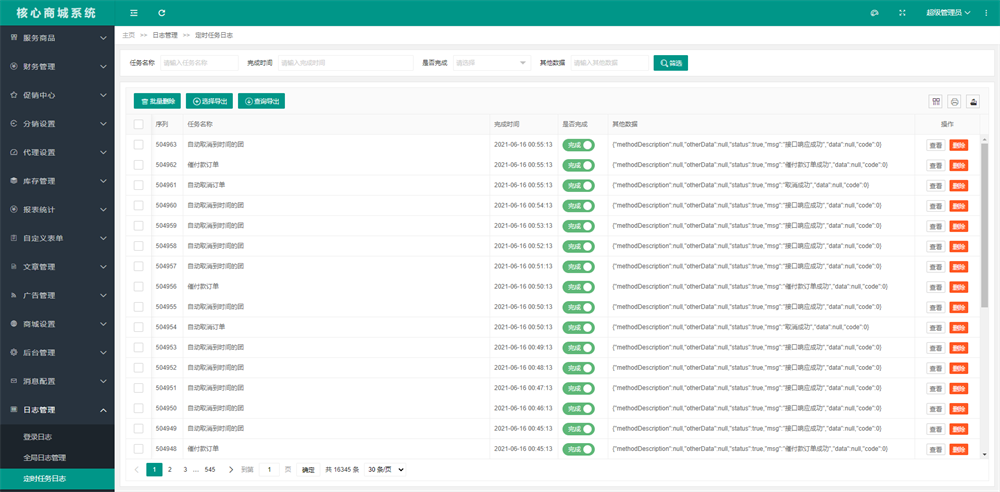 核心商城系统
超级管理员
服务商品
财务管理
促销中心
分销设置
代理设置
库存管理
报表统计
自定义表单
文章管理
广告管理
商城设置
后台管理
消息配置
日志管理
登录日志
全局日志管理
定时任务日志
主页 >> 日志管理 >> 定时任务日志
任务名称 请输入任务名称 完成时间 请输入完成时间 是否完成 请选择 其他数据 请输入其他数据 筛选
批量删除 选择导出 查询导出
序列 任务名称 完成时间 是否完成 其他数据 操作
504963 自动取消到时间的团 2021-06-16 00:55:13 完成 {"methodDescription":null,"otherData":null,"status":true,"msg":"接口响应成功","data":null,"code":0} 查看 删除
504962 催付款订单 2021-06-16 00:55:13 完成 {"methodDescription":null,"otherData":null,"status":true,"msg":"催付款订单成功","data":null,"code":0} 查看 删除
504961 自动取消订单 2021-06-16 00:55:13 完成 {"methodDescription":null,"otherData":null,"status":true,"msg":"取消成功","data":null,"code":0} 查看 删除
504960 自动取消到时间的团 2021-06-16 00:54:13 完成 {"methodDescription":null,"otherData":null,"status":true,"msg":"接口响应成功","data":null,"code":0} 查看 删除
504959 自动取消到时间的团 2021-06-16 00:53:13 完成 {"methodDescription":null,"otherData":null,"status":true,"msg":"接口响应成功","data":null,"code":0} 查看 删除
504958 自动取消到时间的团 2021-06-16 00:52:13 完成 {"methodDescription":null,"otherData":null,"status":true,"msg":"接口响应成功","data":null,"code":0} 查看 删除
504957 自动取消到时间的团 2021-06-16 00:51:13 完成 {"methodDescription":null,"otherData":null,"status":true,"msg":"接口响应成功","data":null,"code":0} 查看 删除
504956 催付款订单 2021-06-16 00:50:13 完成 {"methodDescription":null,"otherData":null,"status":true,"msg":"催付款订单成功","data":null,"code":0} 查看 删除
504955 自动取消到时间的团 2021-06-16 00:50:13 完成 {"methodDescription":null,"otherData":null,"status":true,"msg":"接口响应成功","data":null,"code":0} 查看 删除
504954 自动取消订单 2021-06-16 00:50:13 完成 {"methodDescription":null,"otherData":null,"status":true,"msg":"取消成功","data":null,"code":0} 查看 删除
504953 自动取消到时间的团 2021-06-16 00:49:13 完成 {"methodDescription":null,"otherData":null,"status":true,"msg":"接口响应成功","data":null,"code":0} 查看 删除
504952 自动取消到时间的团 2021-06-16 00:48:13 完成 {"methodDescription":null,"otherData":null,"status":true,"msg":"接口响应成功","data":null,"code":0} 查看 删除
504951 自动取消到时间的团 2021-06-16 00:47:13 完成 {"methodDescription":null,"otherData":null,"status":true,"msg":"接口响应成功","data":null,"code":0} 查看 删除
504950 自动取消到时间的团 2021-06-16 00:46:13 完成 {"methodDescription":null,"otherData":null,"status":true,"msg":"接口响应成功","data":null,"code":0} 查看 删除
504949 自动取消到时间的团 2021-06-16 00:45:13 完成 {"methodDescription":null,"otherData":null,"status":true,"msg":"接口响应成功","data":null,"code":0} 查看 删除
504948 催付款订单 2021-06-16 00:45:13 完成 {"methodDescription":null,"otherData":null,"status":true,"msg":"催付款订单成功","data":null,"code":0} 查看 删除
1 2 3 … 545 到第 1 页 确定 共 16345 条 30 条/页